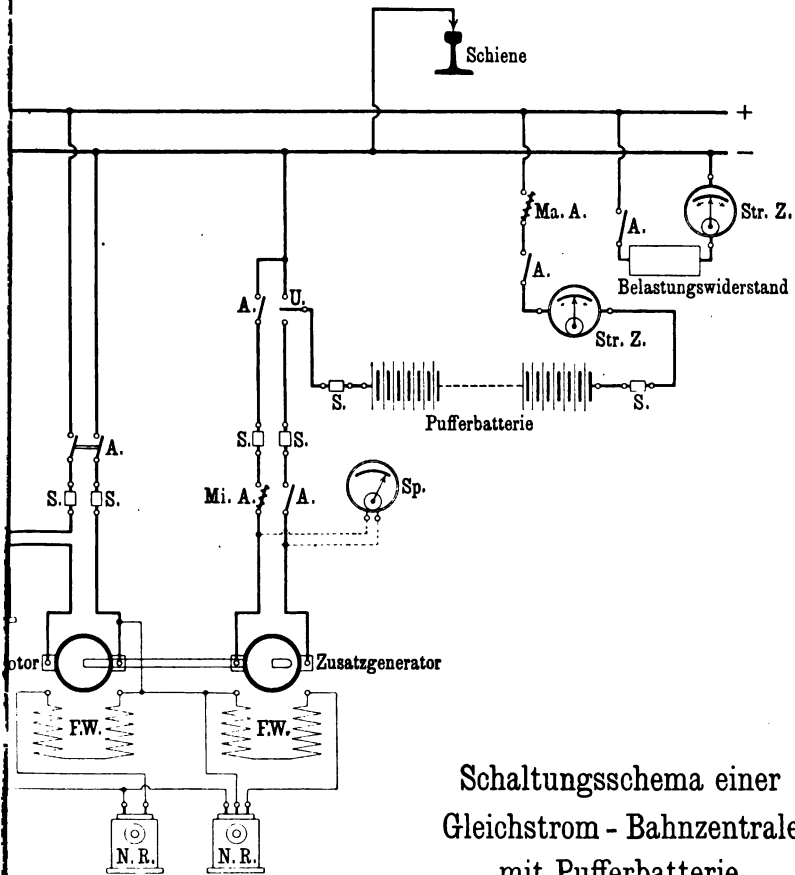 Schiene
+
−
Ma. A.
A.
Str. Z.
A.
Belastungswiderstand
A.
U.
Str. Z.
S.
S.
Pufferbatterie
S.
S.
A.
S.
S.
Mi. A.
A.
Sp.
otor
Zusatzgenerator
F.W.
F.W.
N. R.
N. R.
Schaltungsschema einer
Gleichstrom - Bahnzentrale
mit Pufferbatterie